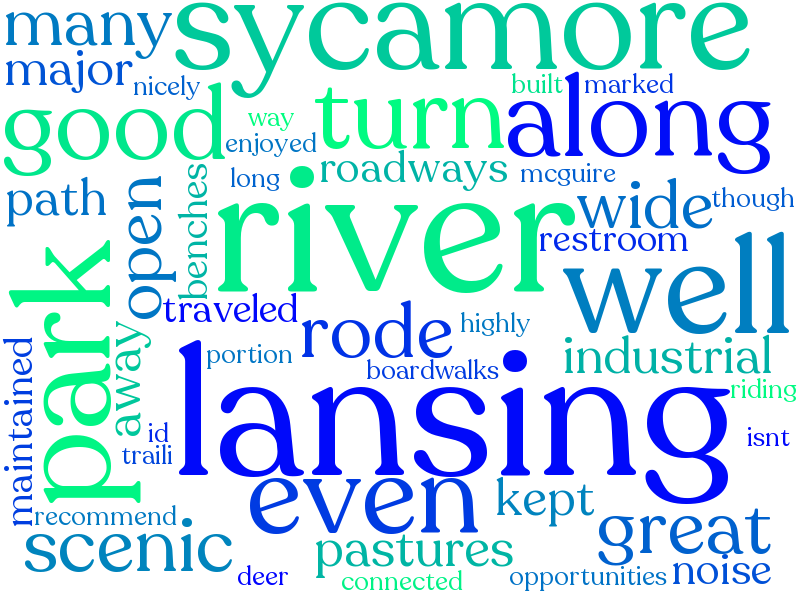 many
sycamore
major
nicely
built
marked
good
way
turn
along
enjoyed
roadways
long
mcguire
path
benches
open
river
wide
though
restroom
park
well
traveled
rode
highly
away
portion
boardwalks
industrial
maintained
lansing
riding
id
traili
isnt
even
kept
recommend
scenic
great
pastures
noise
deer
connected
opportunities